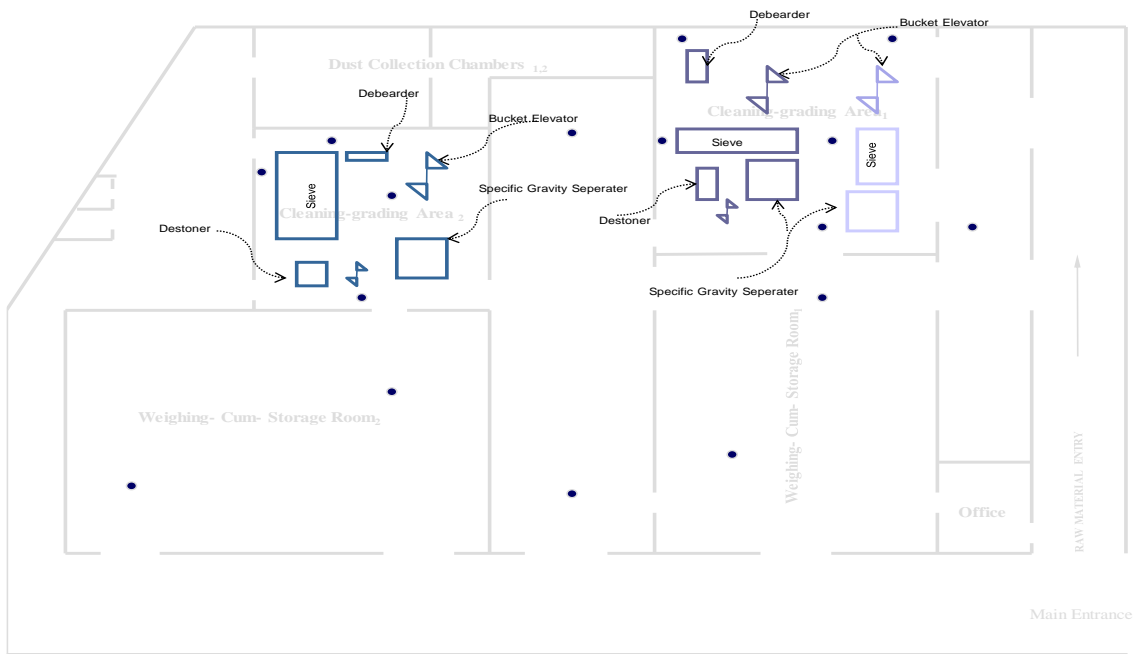 Debearder
Bucket Elevator
Dust Collection Chambers 1,2
Debearder
Bucket Elevator
Cleaning-grading Area1
Sieve
Sieve
Sieve
Specific Gravity Seperater
Cleaning-grading Area 2
Destoner
Destoner
Specific Gravity Seperater
Weighing- Cum- Storage Room1
Weighing- Cum- Storage Room2
RAW MATERIAL ENTRY
Office
Main Entrance